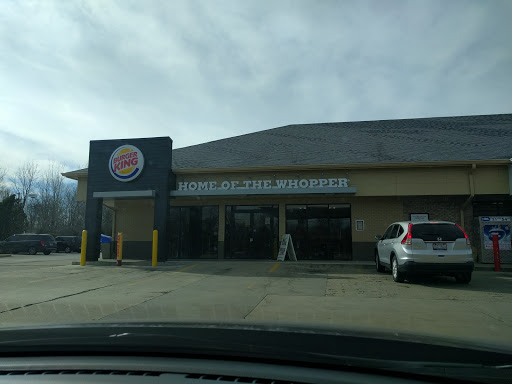 BURGER
KING
HOME OF THE WHOPPER